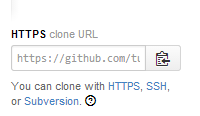 HTTPS clone URL
https://github.com/tu
You can clone with HTTPS, SSH,
or Subversion.